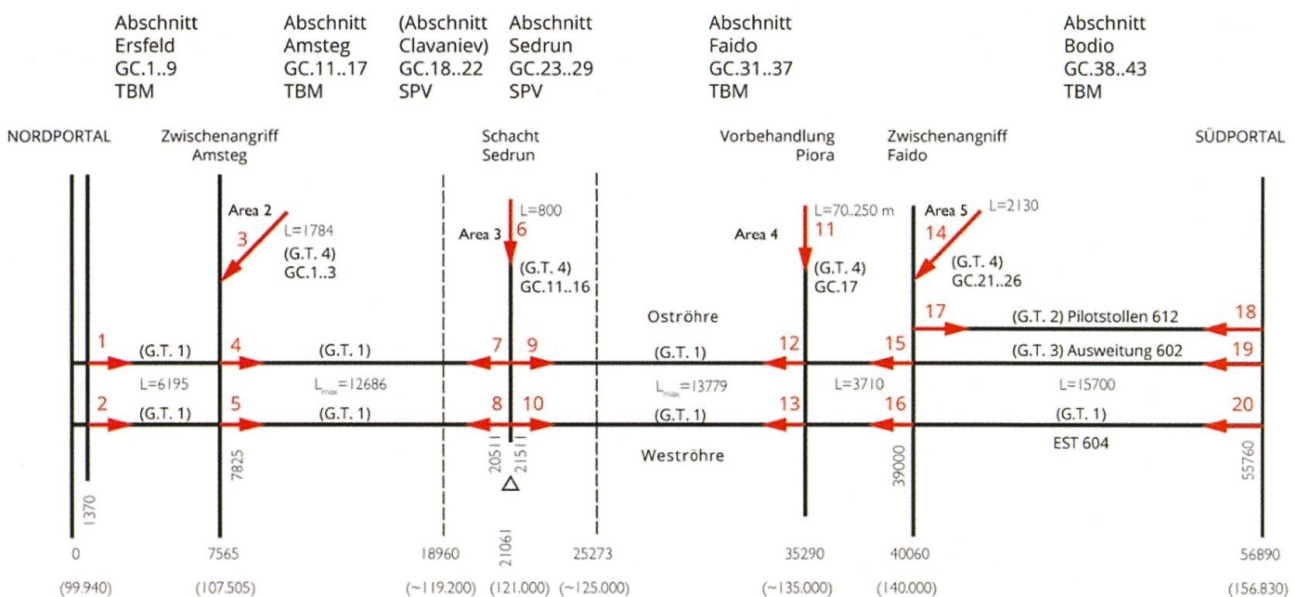 Abschnitt
Ersfeld
GC.1..9
TBM
Abschnitt
Amsteg
GC.11..17
TBM
(Abschnitt
Clavaniev)
GC.18..22
SPV
Abschnitt
Sedrun
GC.23..29
SPV
Abschnitt
Faido
GC.31..37
TBM
Abschnitt
Bodio
GC.38..43
TBM
NORDPORTAL
Zwischenangriff
Amsteg
Schacht
Sedrun
Vorbehandlung
Piora
Zwischenangniff
Faido
SÜDPORTAL
Area 2
3
L=1784
(G.T. 4)
GC.1..3
Area 3
L=800
6
(G.T. 4)
GC.11..16
Area 4
L=70..250 m
11
(G.T. 4)
GC.17
Area 5
14
L=2130
(G.T. 4)
GC.21..26
17
(G.T. 2) Pilotstollen 612
18
Oströhre
1
(G.T. 1)
4
(G.T. 1)
7
9
(G.T. 1)
12
15
(G.T. 3) Ausweitung 602
19
L=6195
Lmax=12686
Lmax=13779
L=3710
L=15700
2
(G.T. 1)
5
(G.T. 1)
8
10
(G.T. 1)
13
16
(G.T. 1)
20
Weströhre
EST 604
1370
7825
20511
21511
39000
55760
0
7565
18960
21061
25273
35290
40060
56890
(99.940)
(107.505)
(~119.200)
(121.000)
(~125.000)
(~135.000)
(140.000)
(156.830)